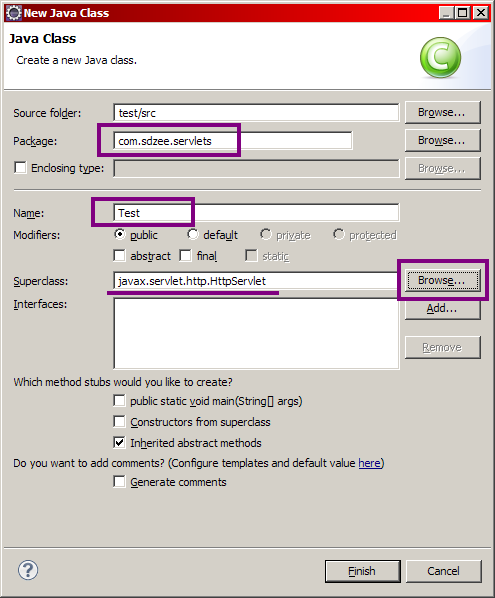 New Java Class
Java Class
Create a new Java class.
Source folder: test/src Browse...
Package: com.sdzee.servlets Browse...
Enclosing type: Browse...
Name: Test
Modifiers: public default private protected
abstract final static
Superclass: javax.servlet.http.HttpServlet Browse...
Interfaces: Add...
Remove
Which method stubs would you like to create?
public static void main(String[] args)
Constructors from superclass
Inherited abstract methods
Do you want to add comments? (Configure templates and default value here)
Generate comments
? Finish Cancel